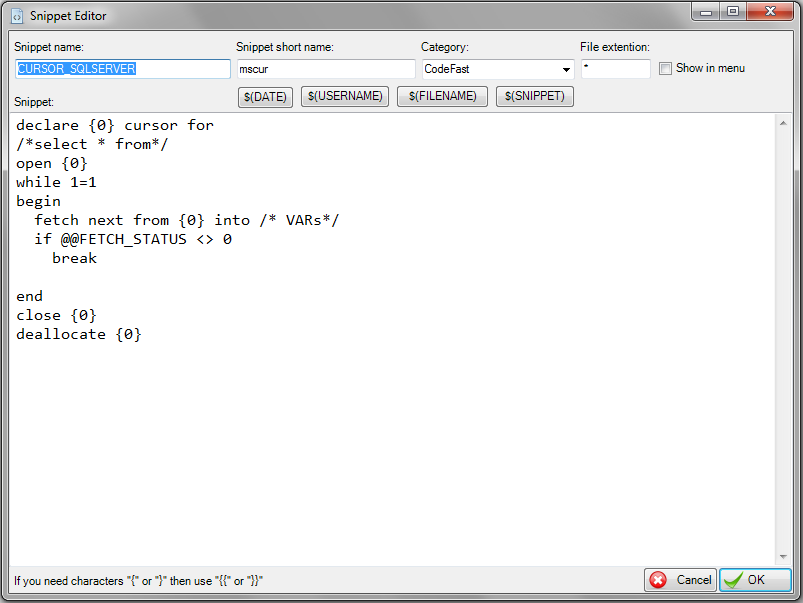 Snippet Editor
Snippet name: Snippet short name: Category: File extention:
CURSOR_SQLSERVER mscur CodeFast * Show in menu
Snippet: $(DATE) $(USERNAME) $(FILENAME) $(SNIPPET)
declare {0} cursor for
/*select * from*/
open {0}
while 1=1
begin
  fetch next from {0} into /* VARs*/
  if @@FETCH_STATUS <> 0
    break
end
close {0}
deallocate {0}
If you need characters "{" or "}" then use "{{" or "}}" Cancel OK